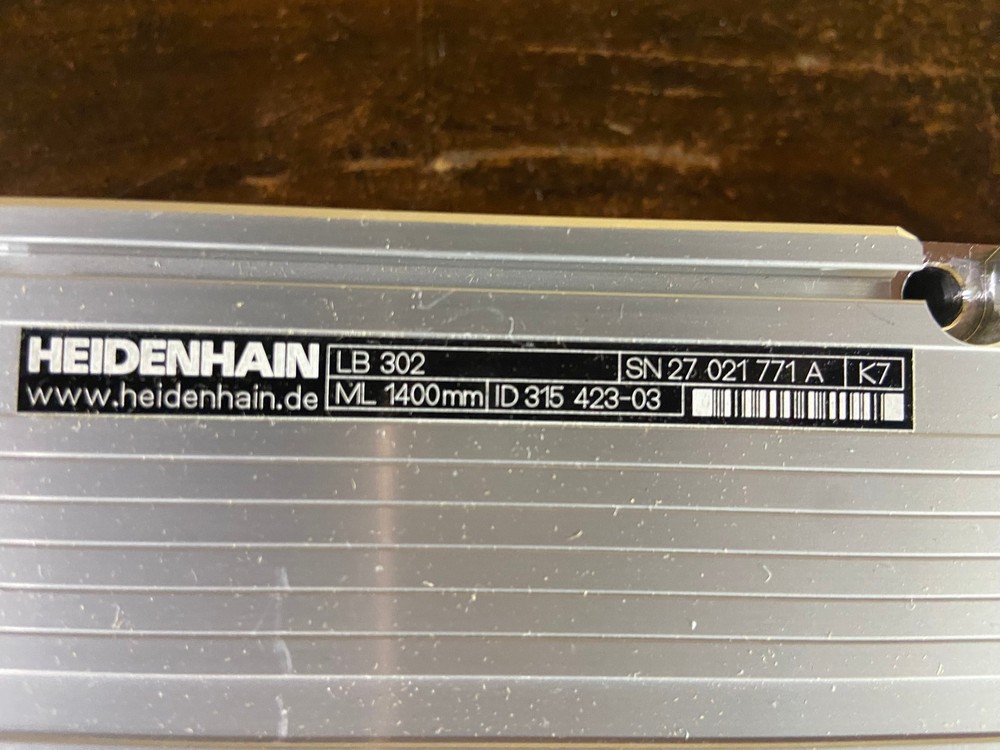 HEIDENHAIN LB 302 SN 27 021 771 A K7
www.heidenhain.de ML 1400mm ID 315 423-03